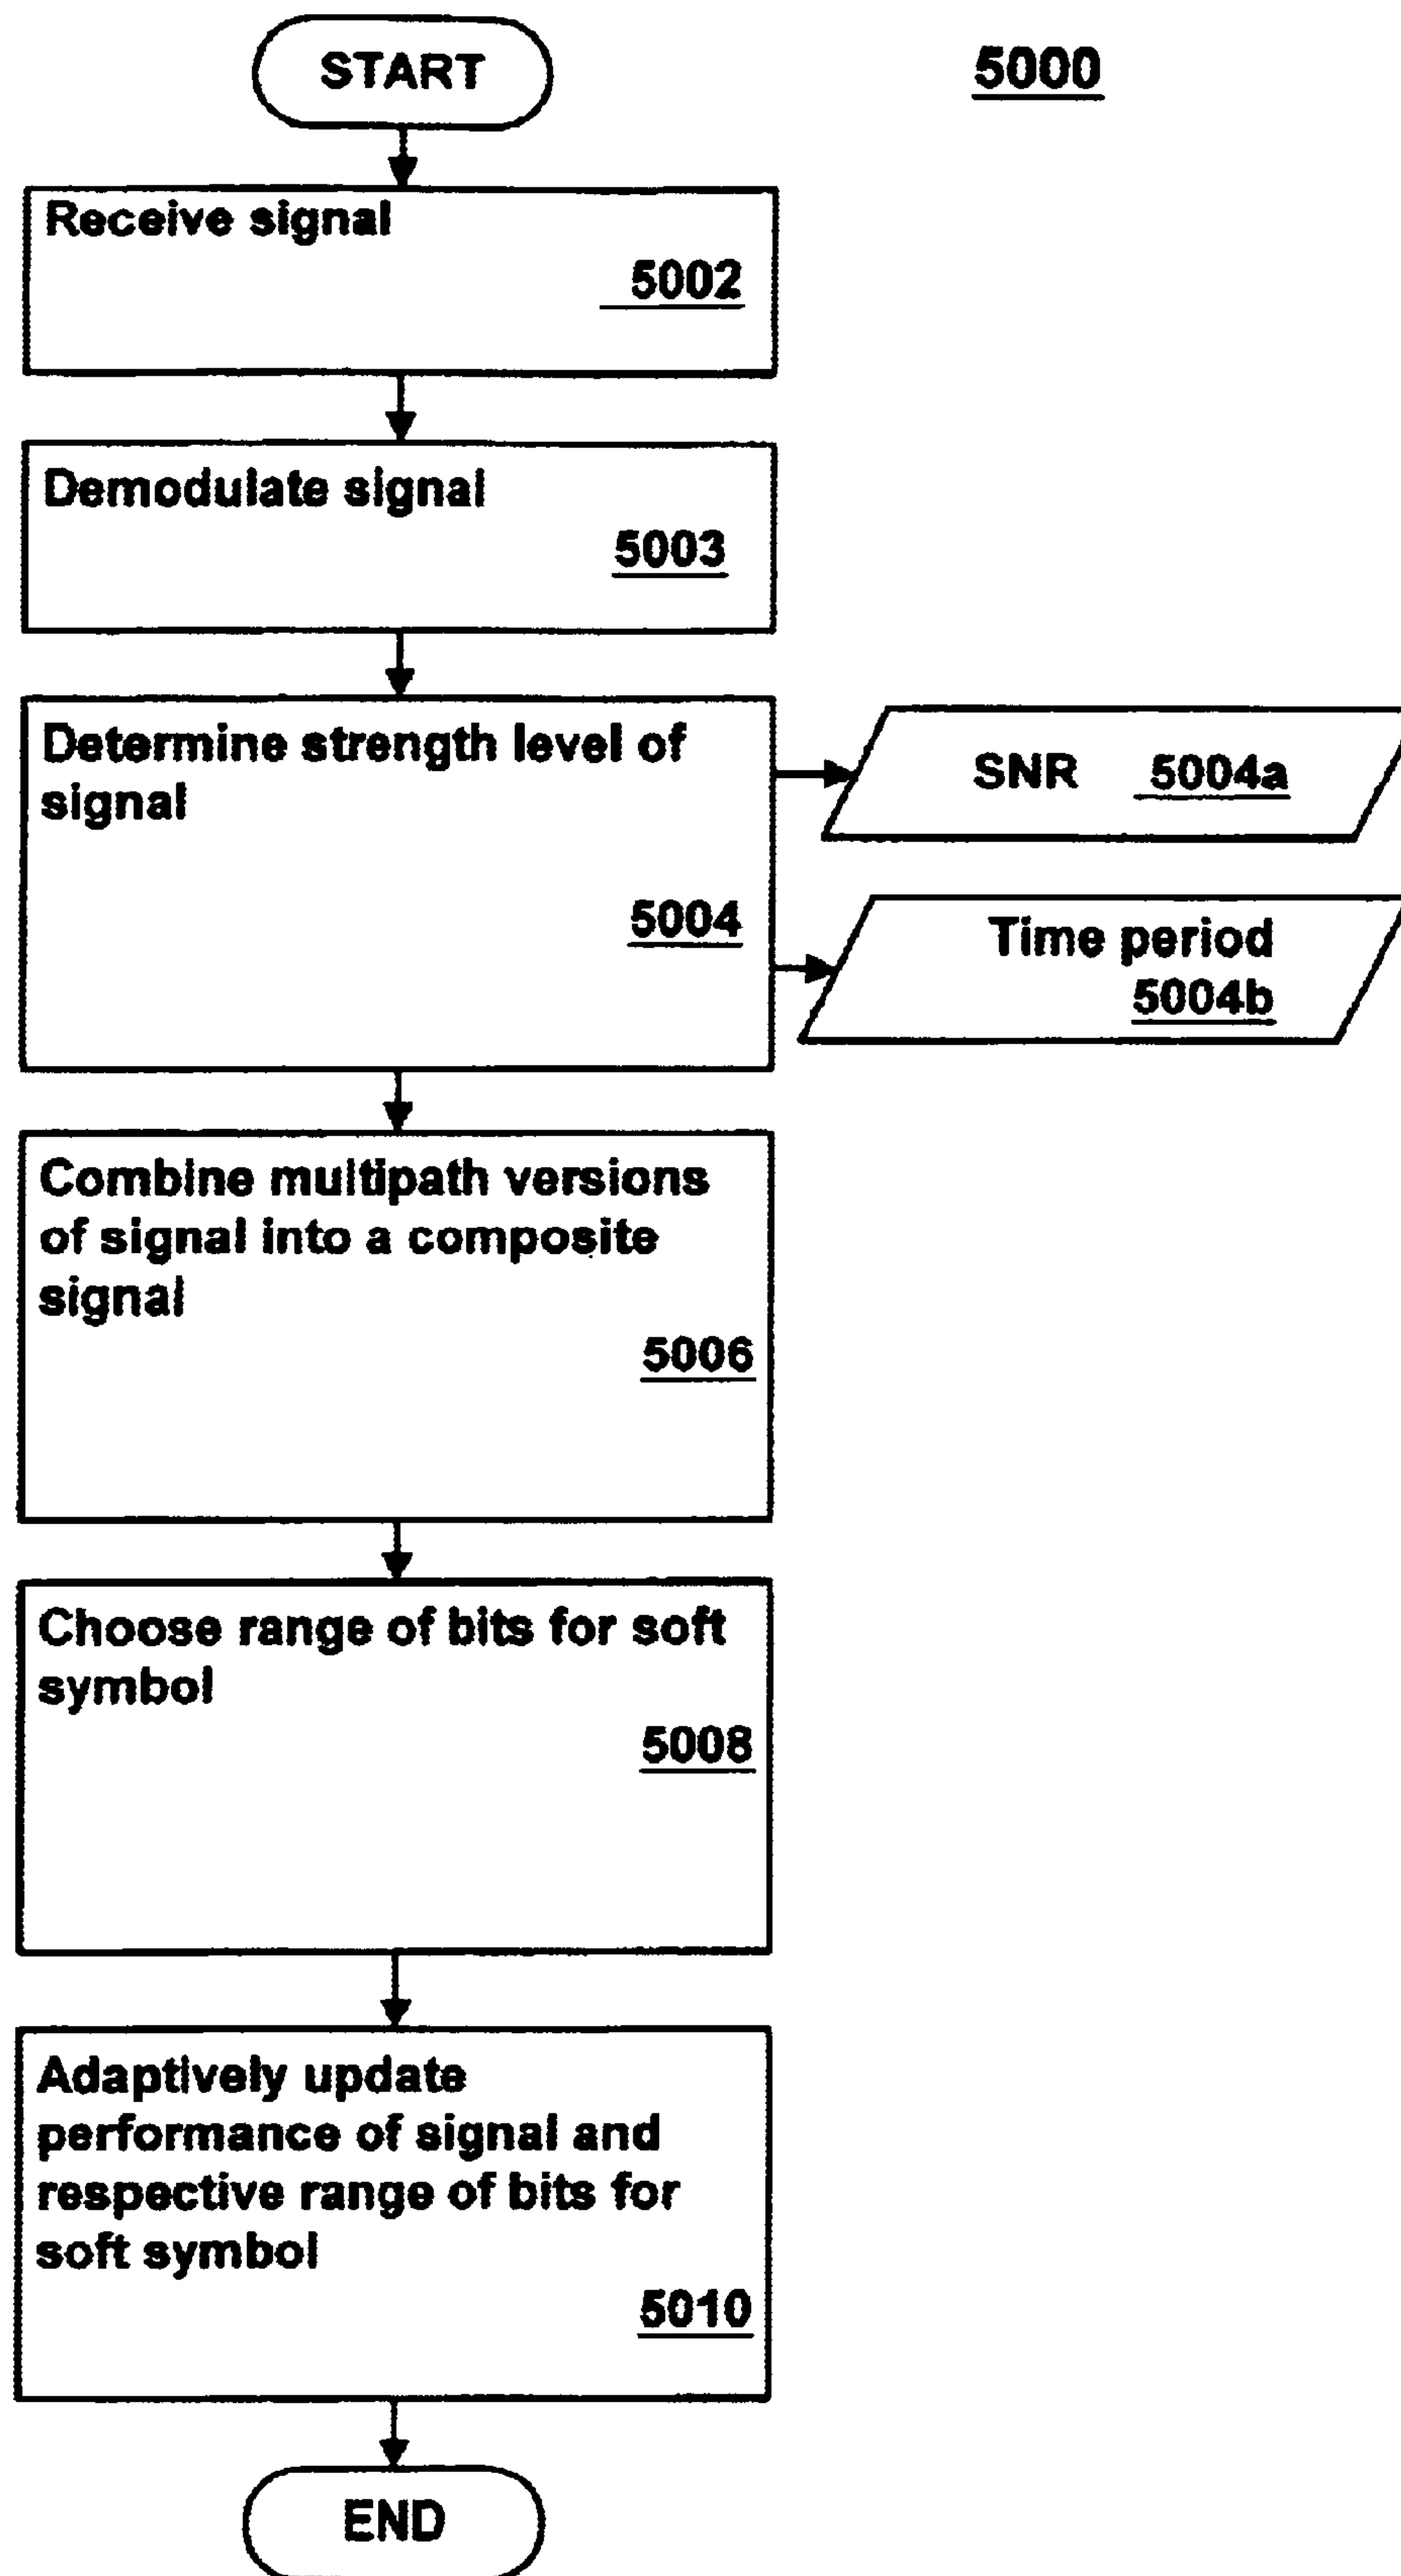 START
5000
Receive signal
5002
Demodulate signal
5003
Determine strength level of
signal
5004
SNR 5004a
Time period
5004b
Combine multipath versions
of signal into a composite
signal
5006
Choose range of bits for soft
symbol
5008
Adaptively update
performance of signal and
respective range of bits for
soft symbol
5010
END